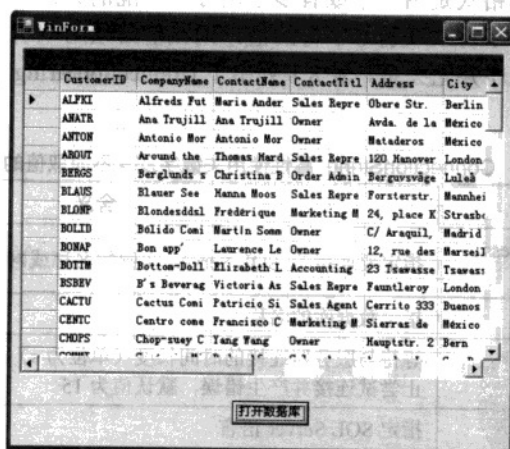 WinForm
CustomerID CompanyName ContactName ContactTitl Address City
ALFKI Alfreds Fut Maria Ander Sales Repre Obere Str. Berlin
ANATR Ana Trujill Ana Trujill Owner Avda. de la México
ANTON Antonio Mor Antonio Mor Owner Mataderos México
AROUT Around the Thomas Hard Sales Repre 120 Hanover London
BERGS Berglunds s Christina B Order Admin Berguvsväge Luleå
BLAUS Blauer See Hanna Moos Sales Repre Forsterstr. Mannhei
BLONP Blondesddsl Frédérique Marketing M 24, place K Strasbo
BOLID Bólido Comi Martín Somm Owner C/ Araquil, Madrid
BONAP Bon app' Laurence Le Owner 12, rue des Marseil
BOTTM Bottom-Doll Elizabeth L Accounting 23 Tsawasse Tsawass
BSBEV B's Beverag Victoria As Sales Repre Fauntleroy London
CACTU Cactus Comi Patricio Si Sales Agent Cerrito 333 Buenos
CENTC Centro come Francisco C Marketing M Sierras de México
CHOPS Chop-suey C Yang Wang Owner Hauptstr. 2 Bern
打开数据库